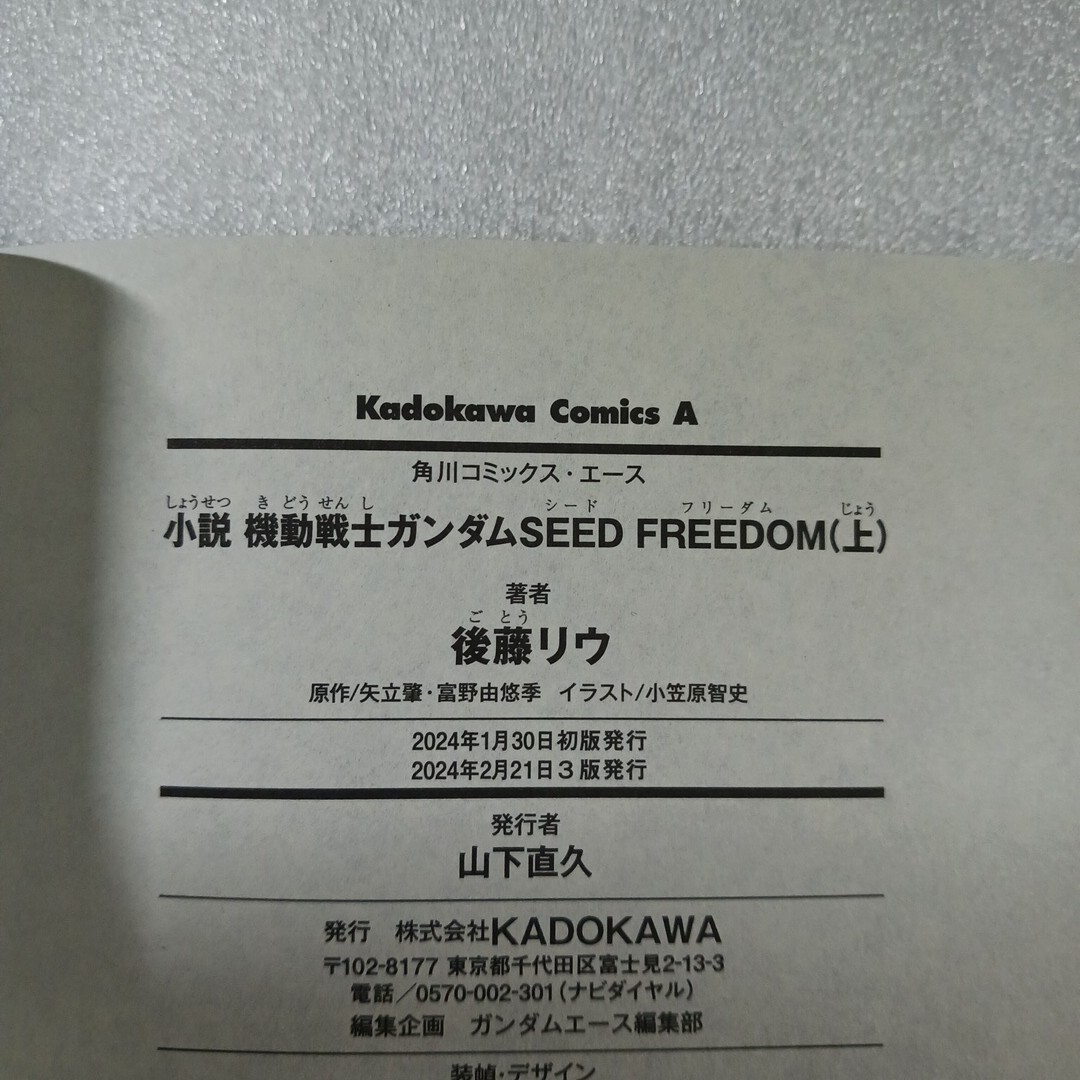 Kadokawa Comics A
角川コミックス・エース
しょうせつ きどうせんし シード フリーダム じょう
小説 機動戦士ガンダムSEED FREEDOM(上)
著者
ごとう
後藤リウ
原作/矢立肇・富野由悠季 イラスト/小笠原智史
2024年1月30日初版発行
2024年2月21日3版発行
発行者
山下直久
発行 株式会社KADOKAWA
〒102-8177 東京都千代田区富士見2-13-3
電話/0570-002-301(ナビダイヤル)
編集企画 ガンダムエース編集部
装幀・デザイン